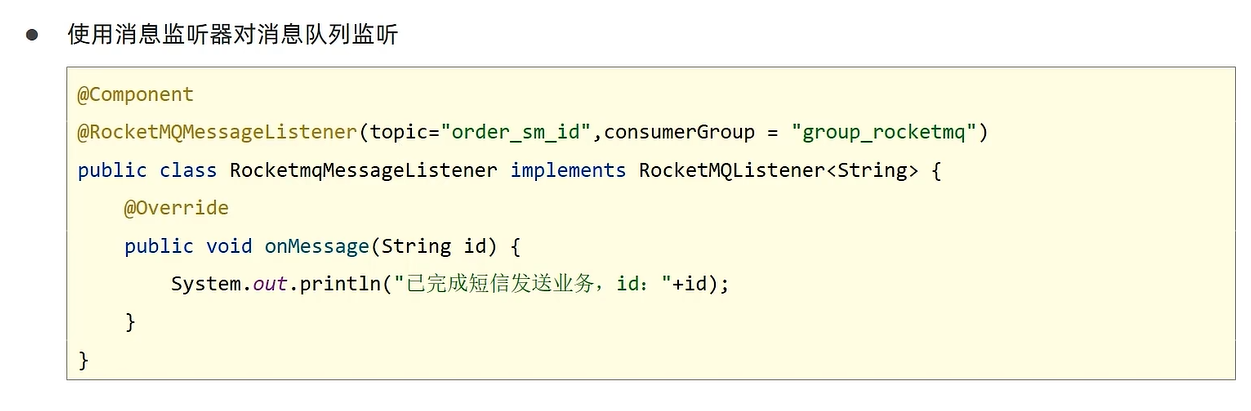 ● 使用消息监听器对消息队列监听
@Component
@RocketMQMessageListener(topic="order_sm_id",consumerGroup = "group_rocketmq")
public class RocketmqMessageListener implements RocketMQListener<String> {
    @Override
    public void onMessage(String id) {
        System.out.println("已完成短信发送业务，id："+id);
    }
}